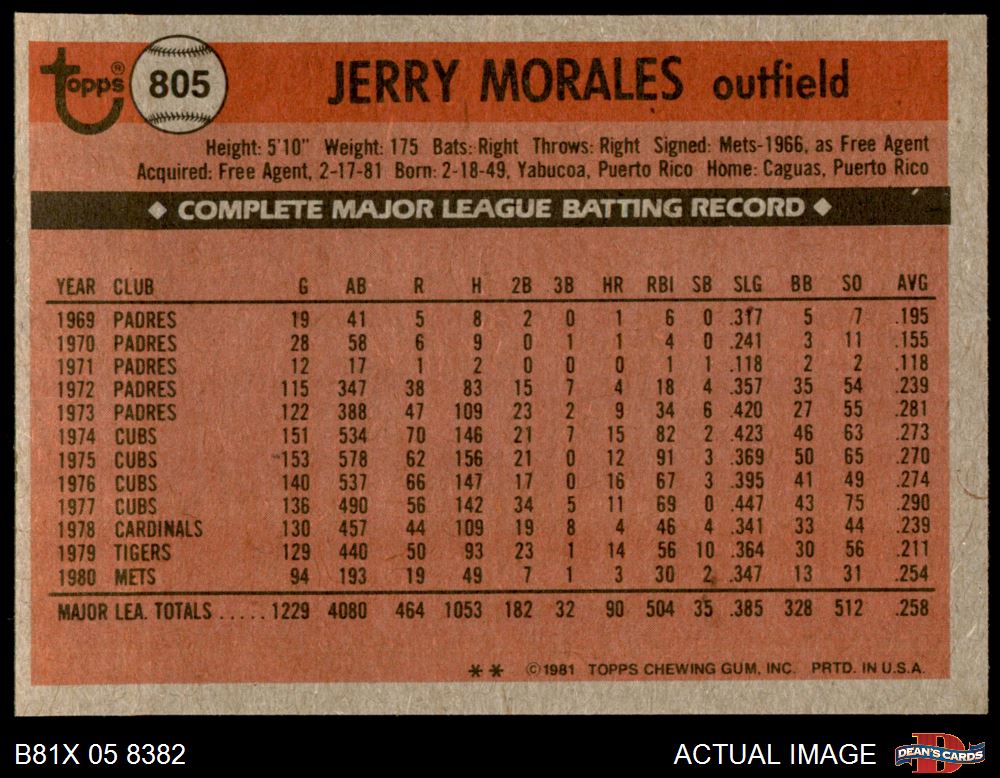 topps® 805 JERRY MORALES outfield
Height: 5'10" Weight: 175 Bats: Right Throws: Right Signed: Mets-1966, as Free Agent
Acquired: Free Agent, 2-17-81 Born: 2-18-49, Yabucoa, Puerto Rico Home: Caguas, Puerto Rico
◆ COMPLETE MAJOR LEAGUE BATTING RECORD ◆
YEAR CLUB G AB R H 2B 3B HR RBI SB SLG BB SO AVG
1969 PADRES 19 41 5 8 2 0 1 6 0 .317 5 7 .195
1970 PADRES 28 58 6 9 0 1 1 4 0 .241 3 11 .155
1971 PADRES 12 17 1 2 0 0 0 1 1 .118 2 2 .118
1972 PADRES 115 347 38 83 15 7 4 18 4 .357 35 54 .239
1973 PADRES 122 388 47 109 23 2 9 34 6 .420 27 55 .281
1974 CUBS 151 534 70 146 21 7 15 82 2 .423 46 63 .273
1975 CUBS 153 578 62 156 21 0 12 91 3 .369 50 65 .270
1976 CUBS 140 537 66 147 17 0 16 67 3 .395 41 49 .274
1977 CUBS 136 490 56 142 34 5 11 69 0 .447 43 75 .290
1978 CARDINALS 130 457 44 109 19 8 4 46 4 .341 33 44 .239
1979 TIGERS 129 440 50 93 23 1 14 56 10 .364 30 56 .211
1980 METS 94 193 19 49 7 1 3 30 2 .347 13 31 .254
MAJOR LEA. TOTALS ..... 1229 4080 464 1053 182 32 90 504 35 .385 328 512 .258
** ©1981 TOPPS CHEWING GUM, INC. PRTD. IN U.S.A.
B81X 05 8382 ACTUAL IMAGE DEAN'S CARDS